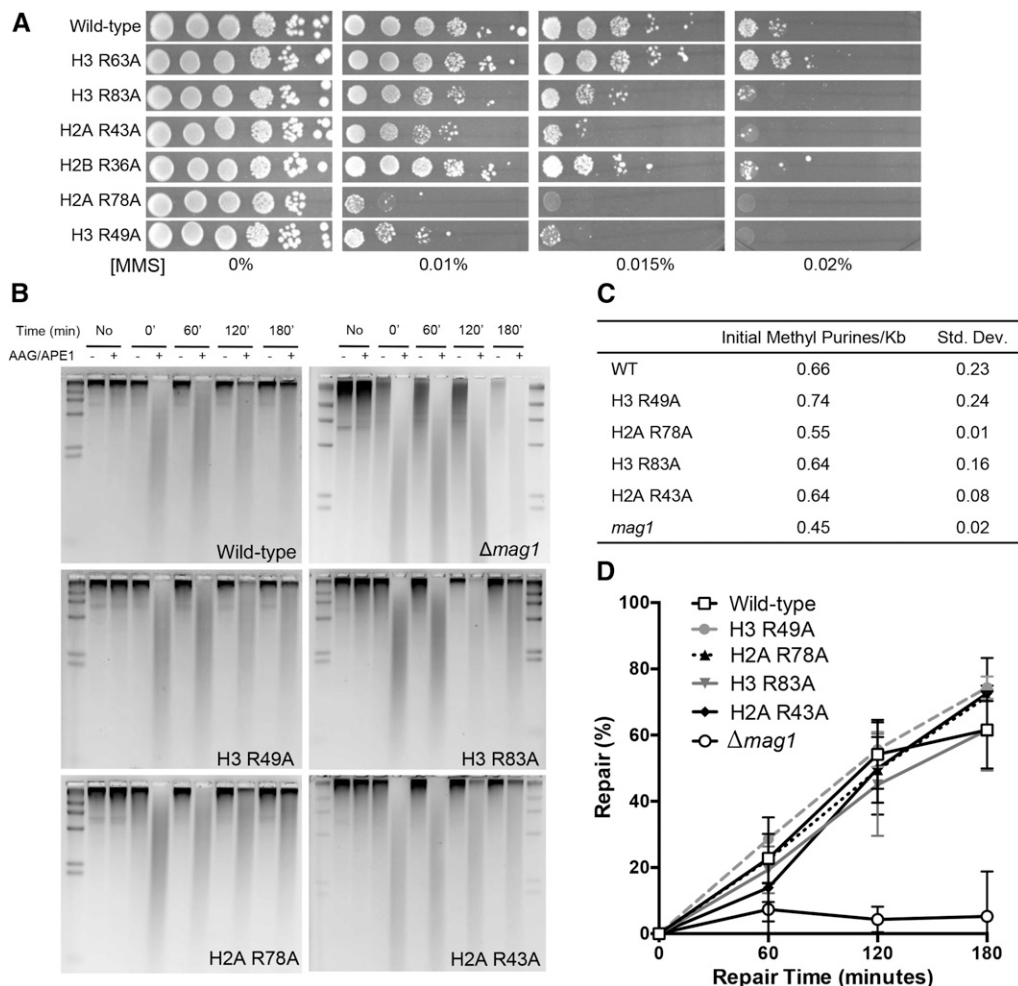 A
Wild-type
H3 R63A
H3 R83A
H2A R43A
H2B R36A
H2A R78A
H3 R49A
[MMS] 0% 0.01% 0.015% 0.02%
B
Time (min) No 0' 60' 120' 180' No 0' 60' 120' 180'
AAG/APE1 - + - + - + - + - + - + - + - + - + - +
Wild-type
Δmag1
H3 R49A
H3 R83A
H2A R78A
H2A R43A
C
Initial Methyl Purines/Kb Std. Dev.
WT 0.66 0.23
H3 R49A 0.74 0.24
H2A R78A 0.55 0.01
H3 R83A 0.64 0.16
H2A R43A 0.64 0.08
mag1 0.45 0.02
D
Wild-type
H3 R49A
H2A R78A
H3 R83A
H2A R43A
Δmag1
100
80
60
40
20
0
Repair (%)
0 60 120 180
Repair Time (minutes)